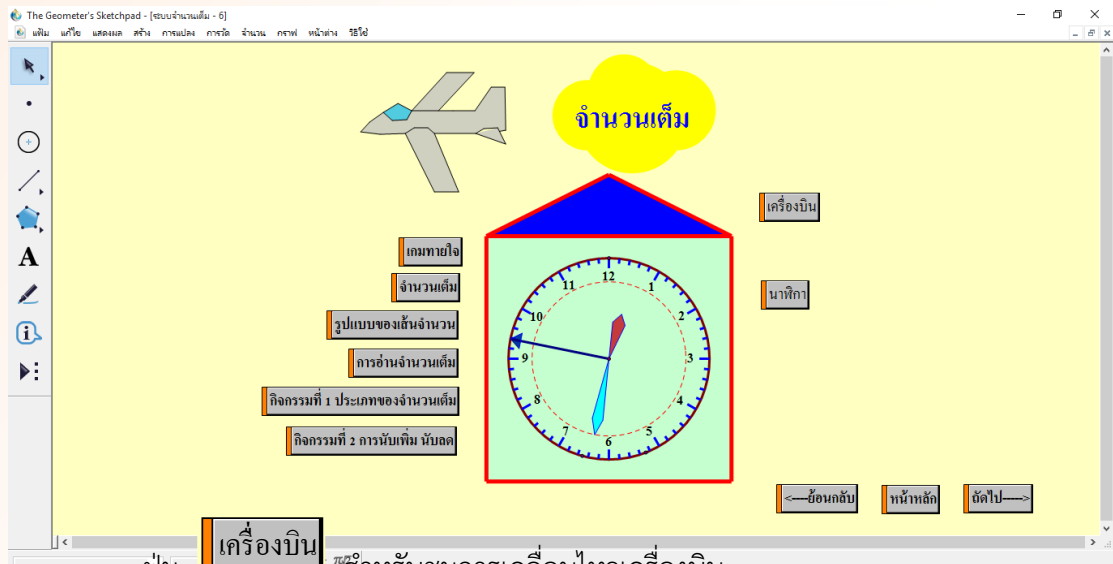 The Geometer's Sketchpad - [ระบบจำนวนเต็ม - 6]
แฟ้ม แก้ไข แสดงผล สร้าง การแปลง การวัด จำนวน กราฟ หน้าต่าง วิธีใช้
จำนวนเต็ม
เครื่องบิน
เกมทายใจ
จำนวนเต็ม
นาฬิกา
รูปแบบของเส้นจำนวน
การอ่านจำนวนเต็ม
กิจกรรมที่ 1 ประเภทของจำนวนเต็ม
กิจกรรมที่ 2 การนับเพิ่ม นับลด
12
1
2
3
4
5
6
7
8
9
10
11
A
<----ย้อนกลับ หน้าหลัก ถัดไป----->
เครื่องบิน